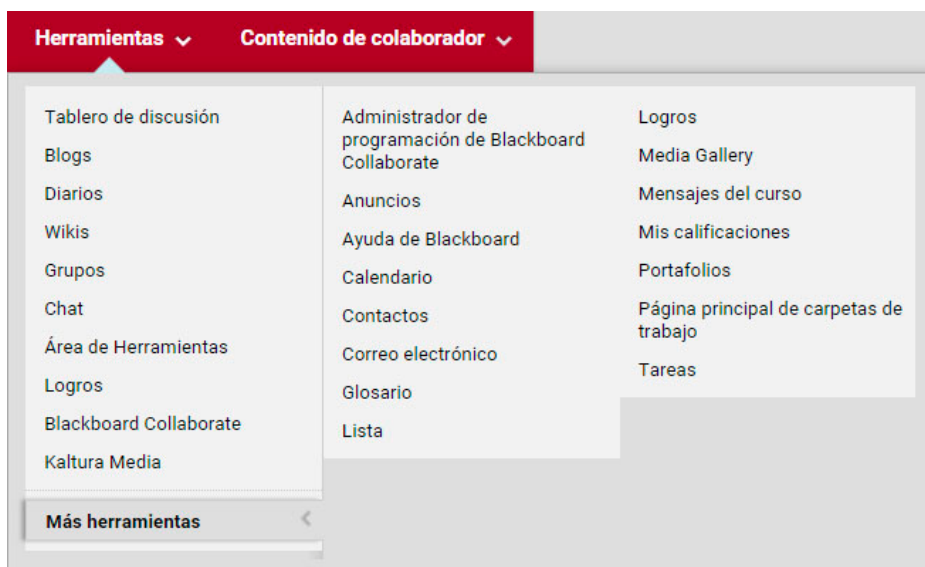 Herramientas
Contenido de colaborador
Tablero de discusión
Blogs
Diarios
Wikis
Grupos
Chat
Área de Herramientas
Logros
Blackboard Collaborate
Kaltura Media
Más herramientas
Administrador de
programación de Blackboard
Collaborate
Anuncios
Ayuda de Blackboard
Calendario
Contactos
Correo electrónico
Glosario
Lista
Logros
Media Gallery
Mensajes del curso
Mis calificaciones
Portafolios
Página principal de carpetas de
trabajo
Tareas